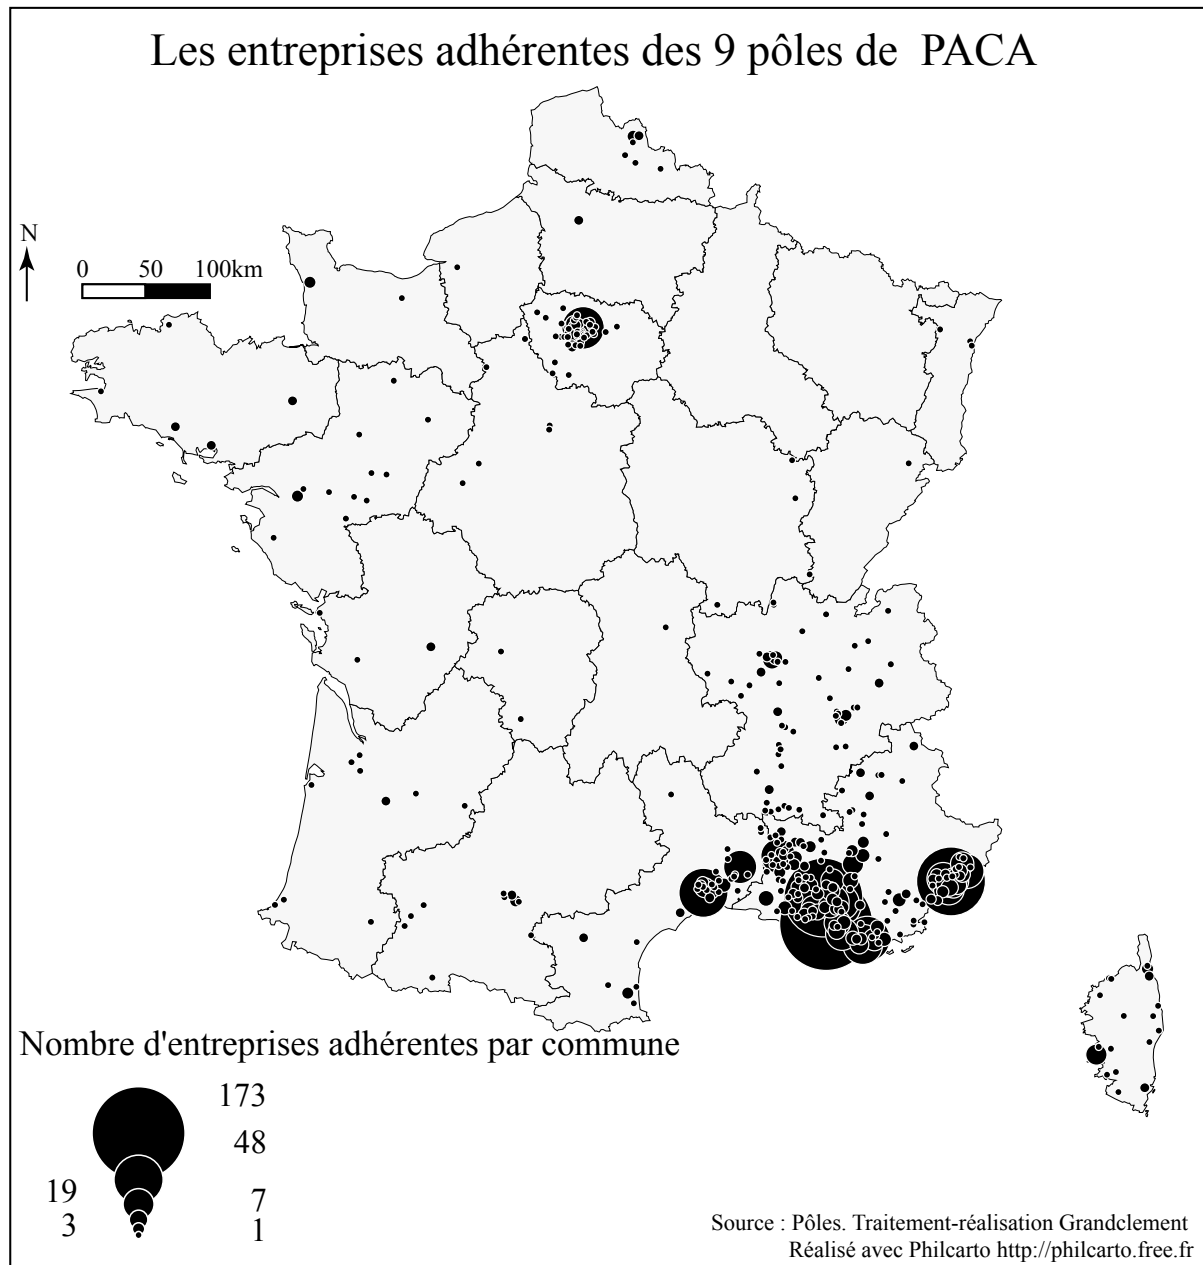 Les entreprises adhérentes des 9 pôles de PACA
N
0 50 100km
Nombre d'entreprises adhérentes par commune
173
48
19 7
3 1
Source : Pôles. Traitement-réalisation Grandclement
Réalisé avec Philcarto http://philcarto.free.fr